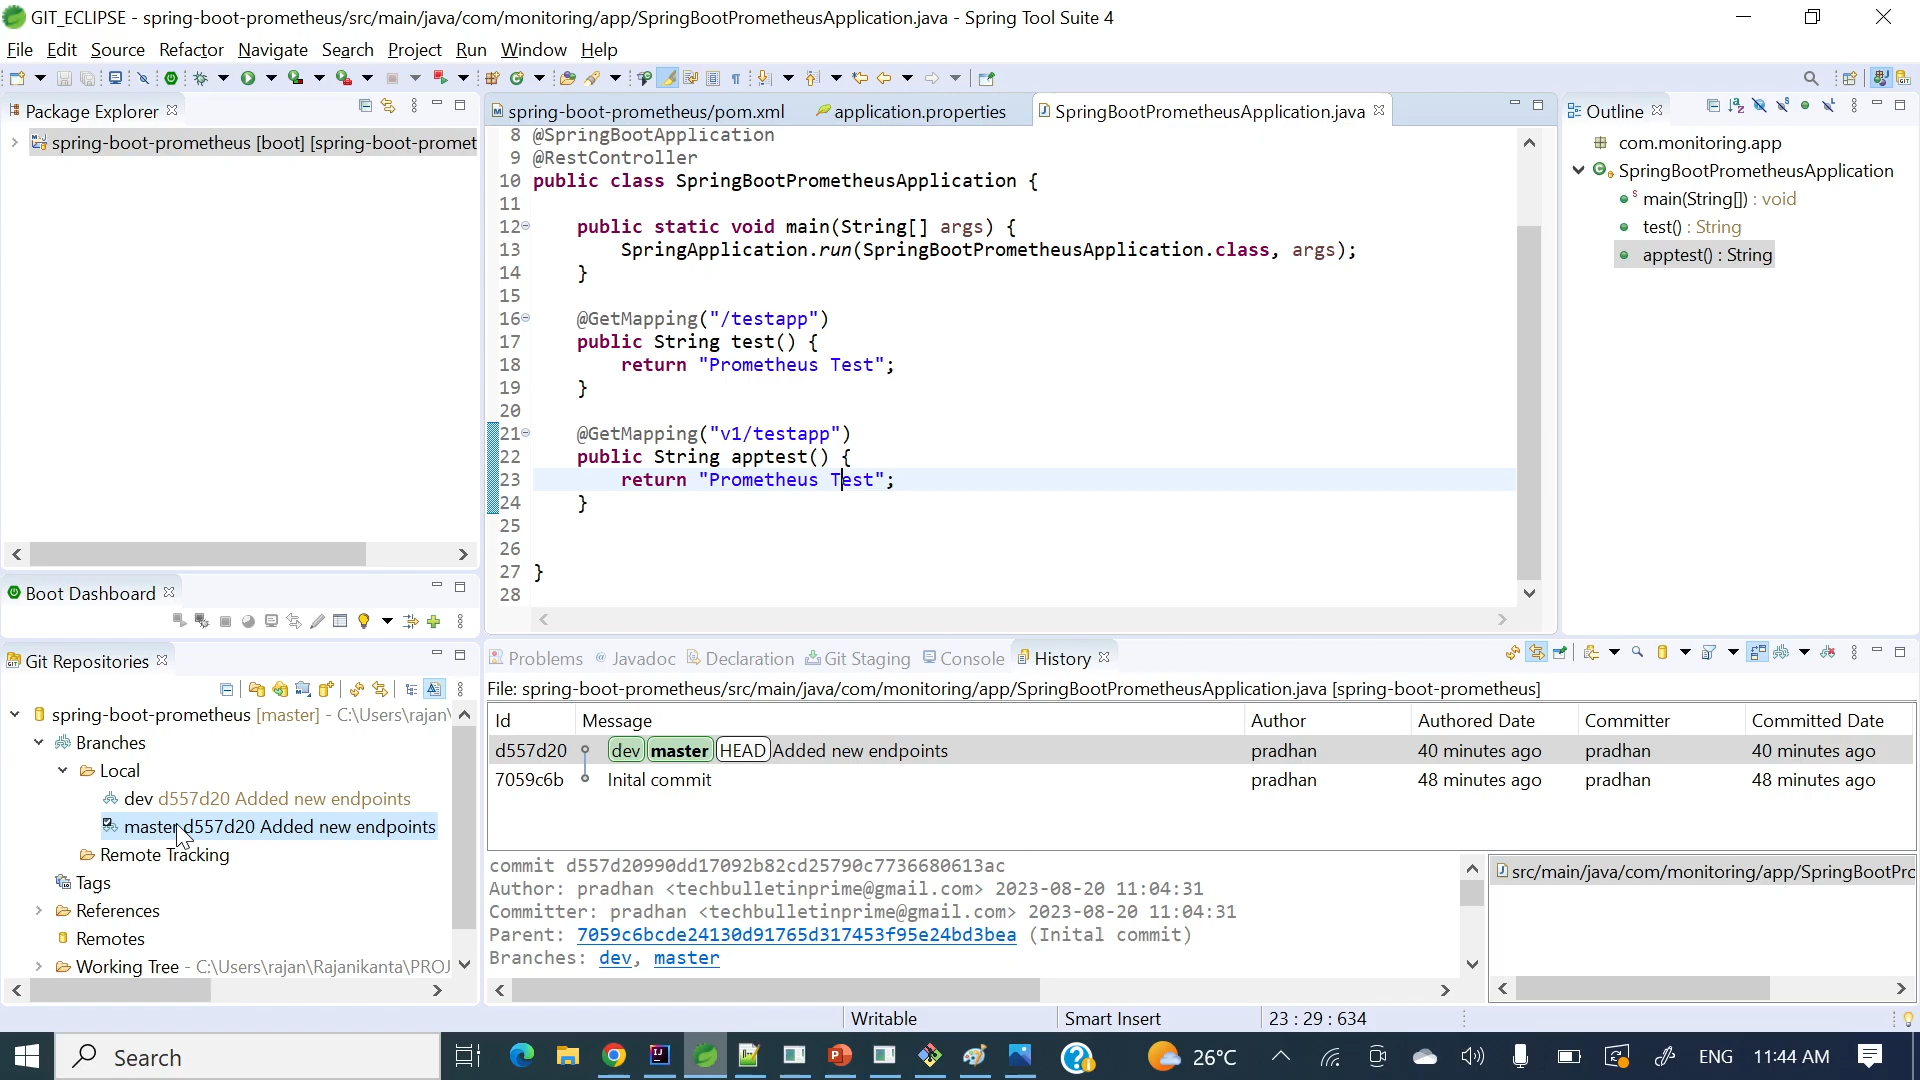 GIT_ECLIPSE - spring-boot-prometheus/src/main/java/com/monitoring/app/SpringBootPrometheusApplication.java - Spring Tool Suite 4
File Edit Source Refactor Navigate Search Project Run Window Help
Package Explorer
spring-boot-prometheus [boot] [spring-boot-promet
spring-boot-prometheus/pom.xml application.properties SpringBootPrometheusApplication.java
8 @SpringBootApplication
9 @RestController
10 public class SpringBootPrometheusApplication {
11
12 public static void main(String[] args) {
13 SpringApplication.run(SpringBootPrometheusApplication.class, args);
14 }
15
16 @GetMapping("/testapp")
17 public String test() {
18 return "Prometheus Test";
19 }
20
21 @GetMapping("v1/testapp")
22 public String apptest() {
23 return "Prometheus Test";
24 }
25
26
27 }
28
Outline
com.monitoring.app
SpringBootPrometheusApplication
main(String[]) : void
test() : String
apptest() : String
Boot Dashboard
Git Repositories
spring-boot-prometheus [master] - C:\Users\rajan\
Branches
Local
dev d557d20 Added new endpoints
master d557d20 Added new endpoints
Remote Tracking
Tags
References
Remotes
Working Tree - C:\Users\rajan\Rajanikanta\PROJ
Problems Javadoc Declaration Git Staging Console History
File: spring-boot-prometheus/src/main/java/com/monitoring/app/SpringBootPrometheusApplication.java [spring-boot-prometheus]
Id Message Author Authored Date Committer Committed Date
d557d20 dev master HEAD Added new endpoints pradhan 40 minutes ago pradhan 40 minutes ago
7059c6b Inital commit pradhan 48 minutes ago pradhan 48 minutes ago
commit d557d20990dd17092b82cd25790c7736680613ac
Author: pradhan <techbulletinprime@gmail.com> 2023-08-20 11:04:31
Committer: pradhan <techbulletinprime@gmail.com> 2023-08-20 11:04:31
Parent: 7059c6bcde24130d91765d317453f95e24bd3bea (Inital commit)
Branches: dev, master
src/main/java/com/monitoring/app/SpringBootPrc
Writable Smart Insert 23 : 29 : 634
Search 26°C ENG 11:44 AM